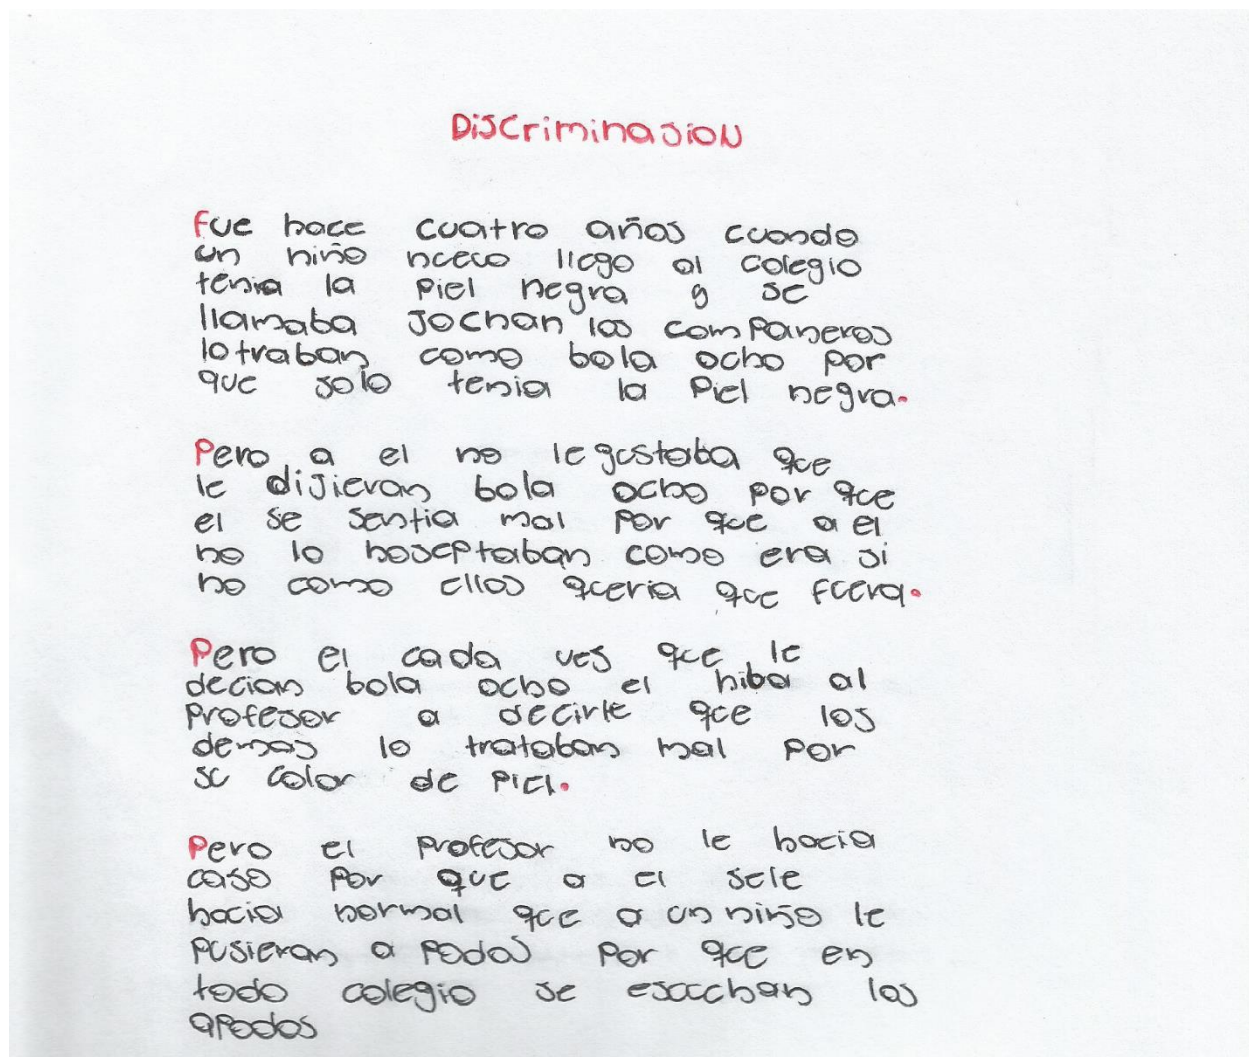 Discriminasion
Fue hace cuatro años cuando
un niño nuevo llego al colegio
tenia la piel negra y se
llamaba Jochan los compañeros
lotraban como bola ocho por
que solo tenia la piel negra.
Pero a el no le gustaba que
le dijieran bola ocho por que
el se sentia mal por que a el
no lo hoseptaban como era si
no como ellos queria que fuera.
Pero el cada ves que le
decian bola ocho el hiba al
profesor a decirle que los
demas lo trataban mal por
su color de piel.
Pero el profesor no le hacia
caso por que a el sele
hacia normal que a un niño le
pusieran a podos por que en
todo colegio se escuchan los
apodos